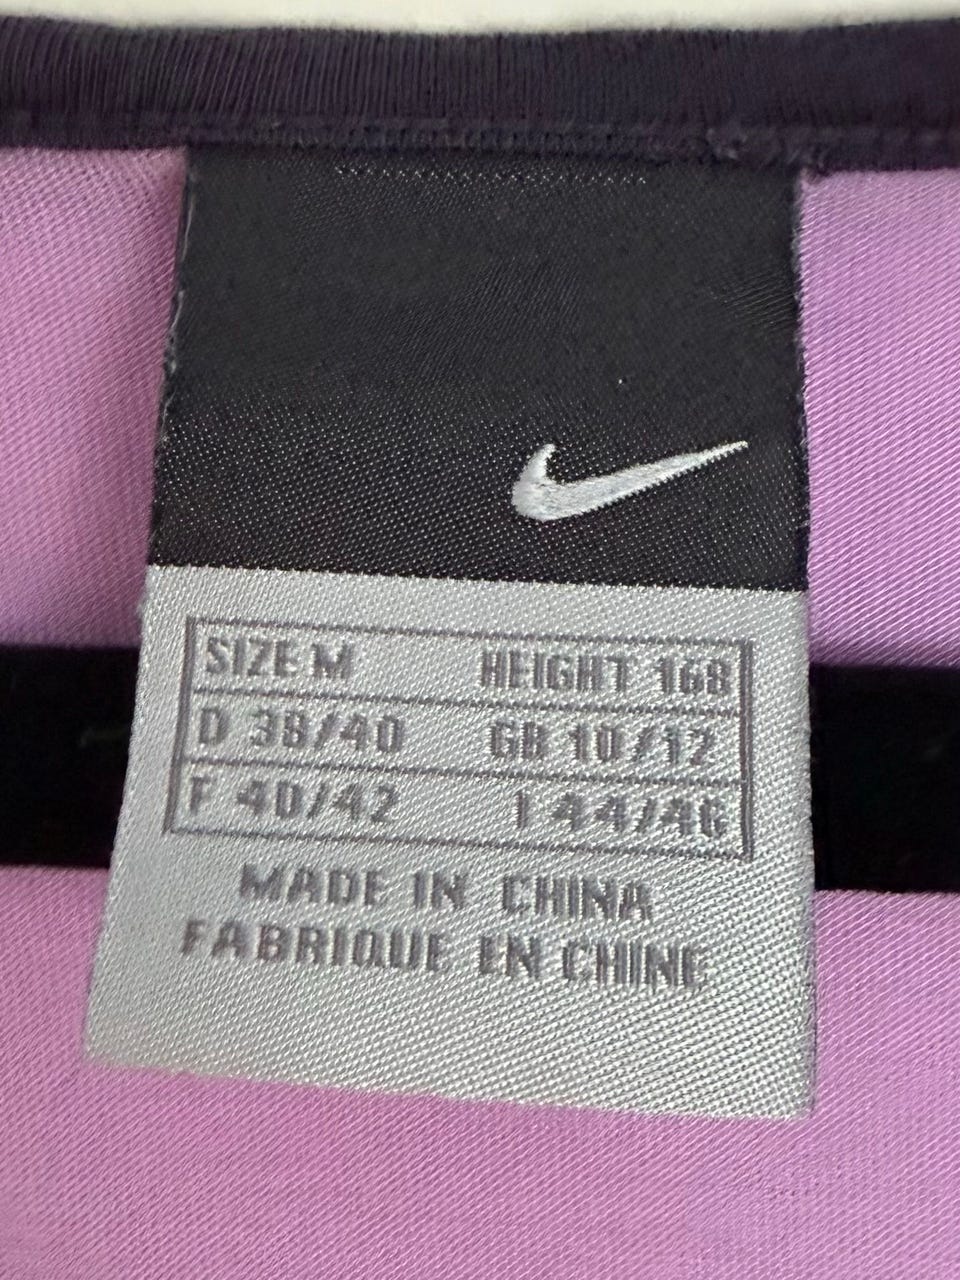 SIZE M HEIGHT 168
D 38/40 GB 10/12
F 40/42 I 44/46
MADE IN CHINA
FABRIQUE EN CHINE